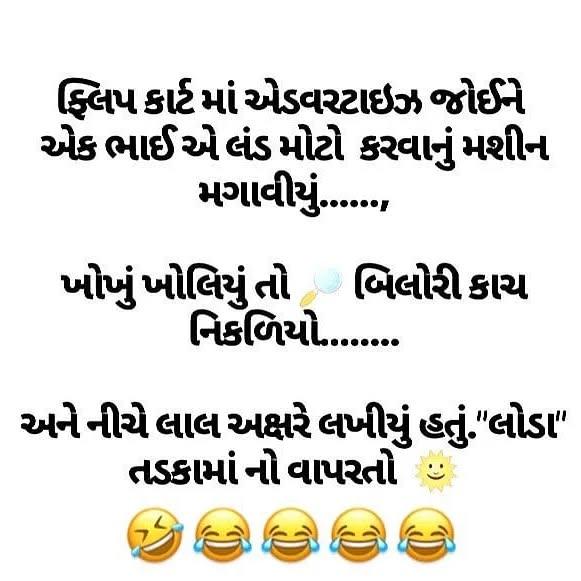 ફ્લિપ કાર્ટ માં એડવરટાઇઝ જોઈને
એક ભાઈ એ લંડ મોટો કરવાનું મશીન
મગાવીયું......,
ખોખું ખોલિયું તો 🔍 બિલોરી કાચ
નિકળિયો........
અને નીચે લાલ અક્ષરે લખીયું હતું."લોડા"
તડકામાં નો વાપરતો 🌞
🤣😂😂😂😂